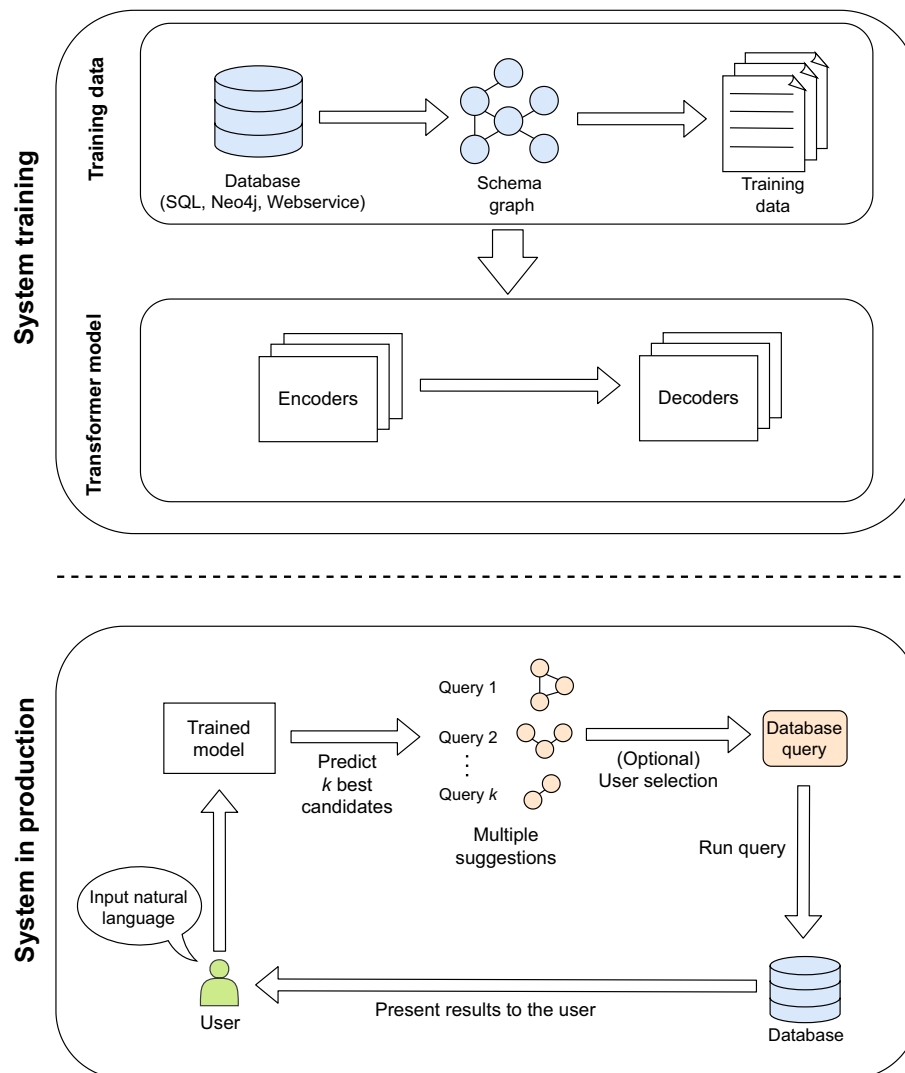 System training
Training data
Database
(SQL, Neo4j, Webservice)
Schema
graph
Training
data
Transformer model
Encoders
Decoders
System in production
Trained
model
Predict
k best
candidates
Query 1
Query 2
⋮
Query k
Multiple
suggestions
(Optional)
User selection
Database
query
Run query
Input natural
language
User
Present results to the user
Database